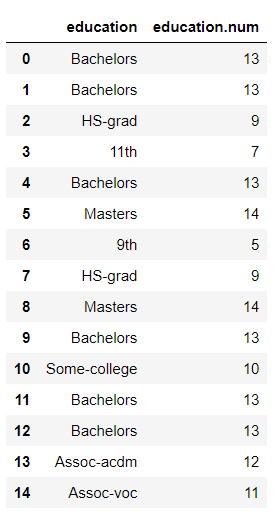 education education.num
0 Bachelors 13
1 Bachelors 13
2 HS-grad 9
3 11th 7
4 Bachelors 13
5 Masters 14
6 9th 5
7 HS-grad 9
8 Masters 14
9 Bachelors 13
10 Some-college 10
11 Bachelors 13
12 Bachelors 13
13 Assoc-acdm 12
14 Assoc-voc 11